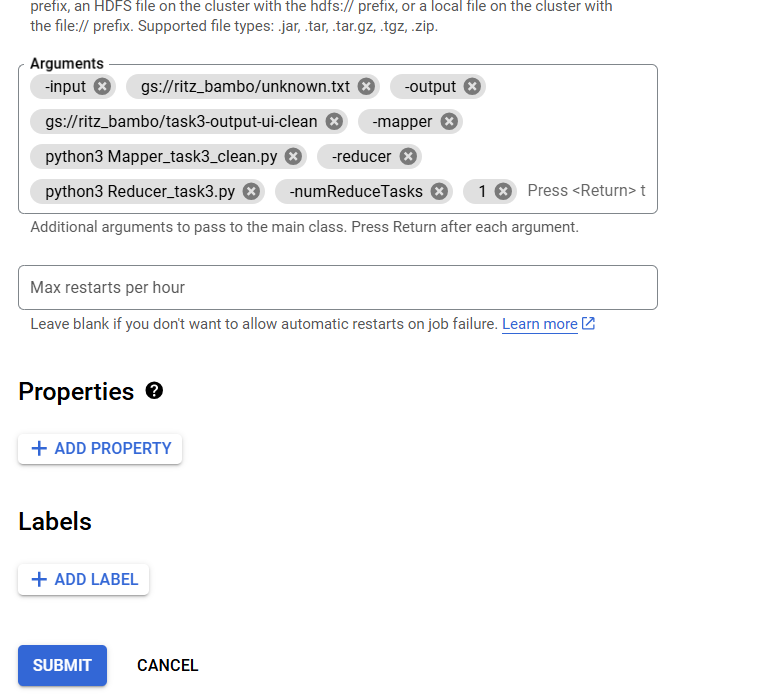 prefix, an HDFS file on the cluster with the hdfs:// prefix, or a local file on the cluster with
the file:// prefix. Supported file types: .jar, .tar, .tar.gz, .tgz, .zip.
Arguments
-input gs://ritz_bambo/unknown.txt -output
gs://ritz_bambo/task3-output-ui-clean -mapper
python3 Mapper_task3_clean.py -reducer
python3 Reducer_task3.py -numReduceTasks 1 Press <Return> t
Additional arguments to pass to the main class. Press Return after each argument.
Max restarts per hour
Leave blank if you don't want to allow automatic restarts on job failure. Learn more
Properties ?
+ ADD PROPERTY
Labels
+ ADD LABEL
SUBMIT CANCEL